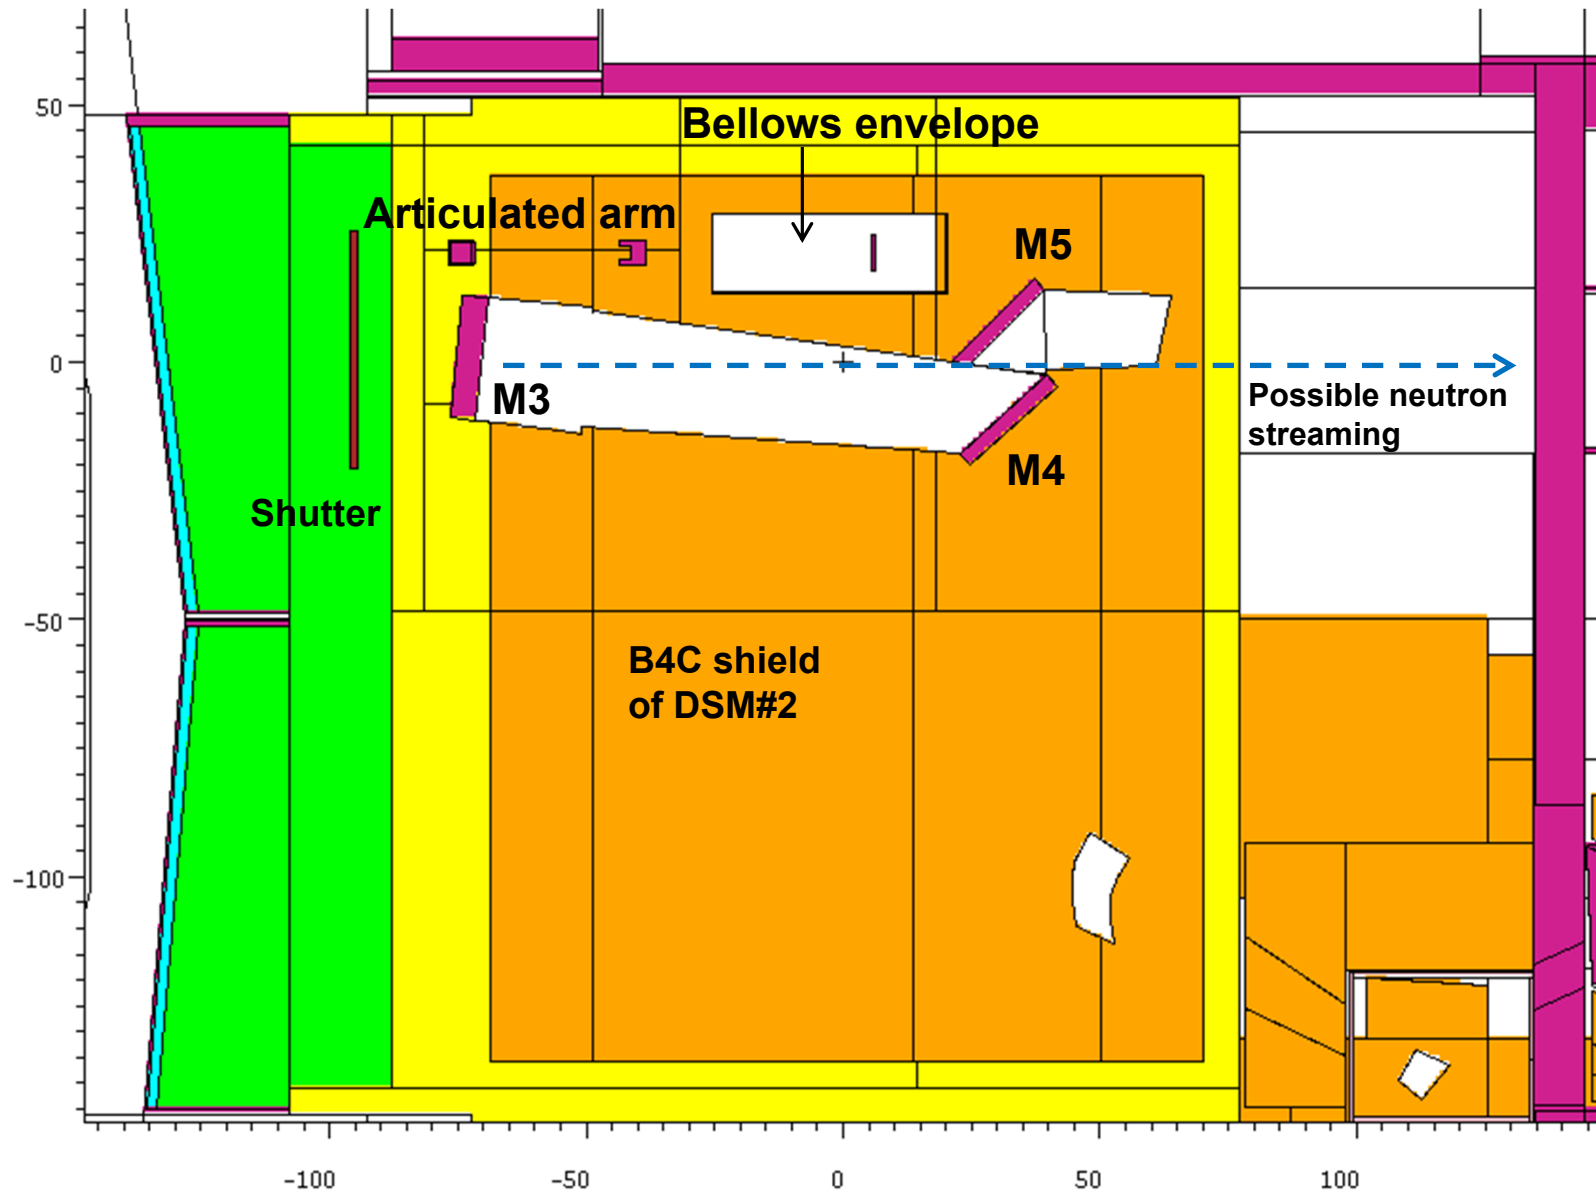 50
Bellows envelope
Articulated arm
M5
0
M3
Possible neutron
streaming
M4
Shutter
-50
B4C shield
of DSM#2
-100
-100
-50
0
50
100